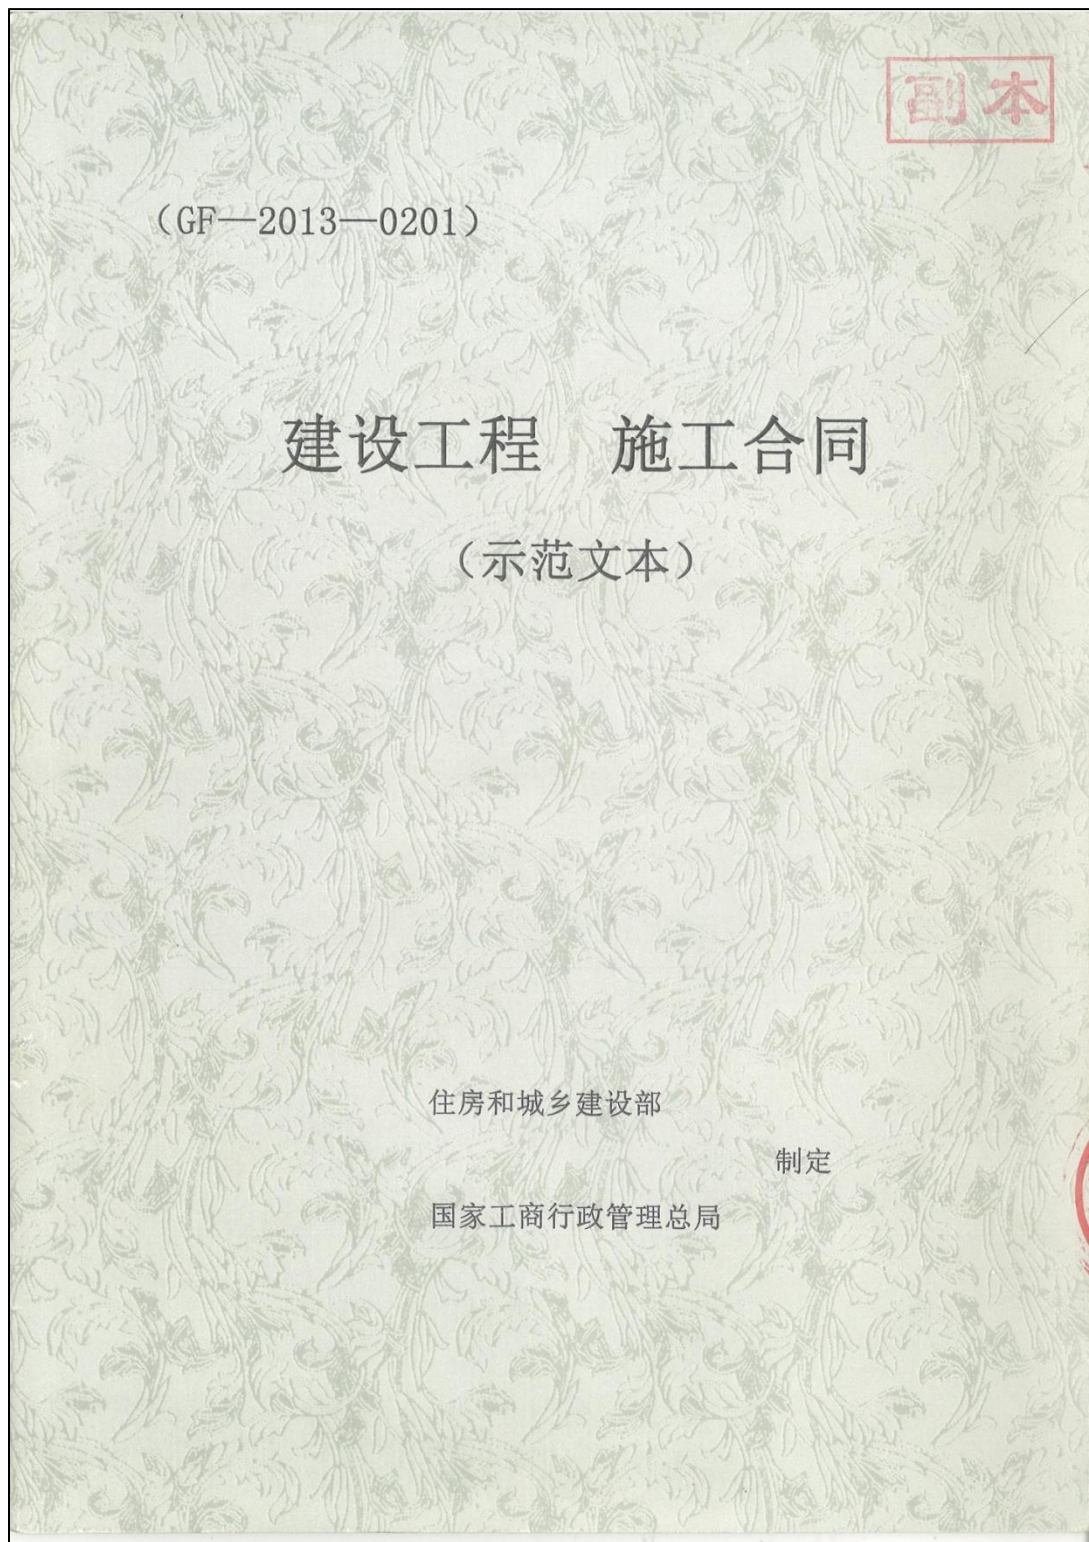 副本
（GF—2013—0201）
建设工程 施工合同
（示范文本）
住房和城乡建设部
制定
国家工商行政管理总局